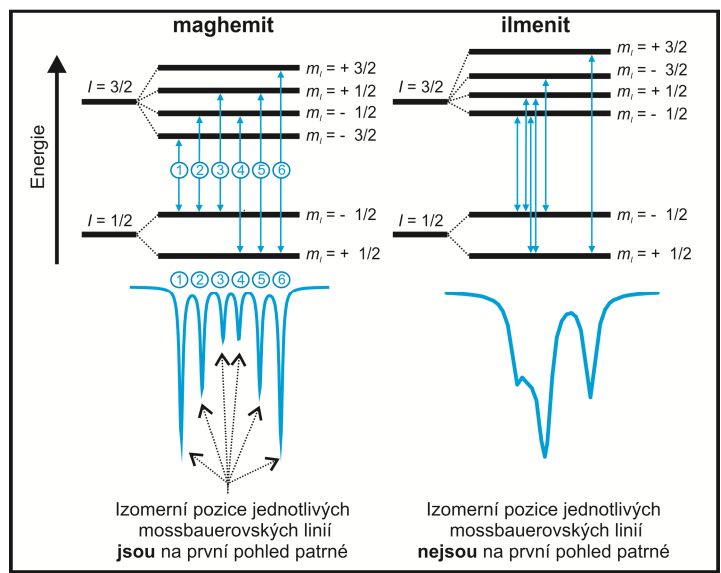 maghemit
ilmenit
Energie
I = 3/2
m_I = + 3/2
m_I = + 1/2
m_I = - 1/2
m_I = - 3/2
1 2 3 4 5 6
I = 1/2
m_I = - 1/2
m_I = + 1/2
1 2 3 4 5 6
Izomerní pozice jednotlivých
mossbauerovských linií
jsou na první pohled patrné
I = 3/2
m_I = + 3/2
m_I = - 3/2
m_I = + 1/2
m_I = - 1/2
I = 1/2
m_I = - 1/2
m_I = + 1/2
Izomerní pozice jednotlivých
mossbauerovských linií
nejsou na první pohled patrné